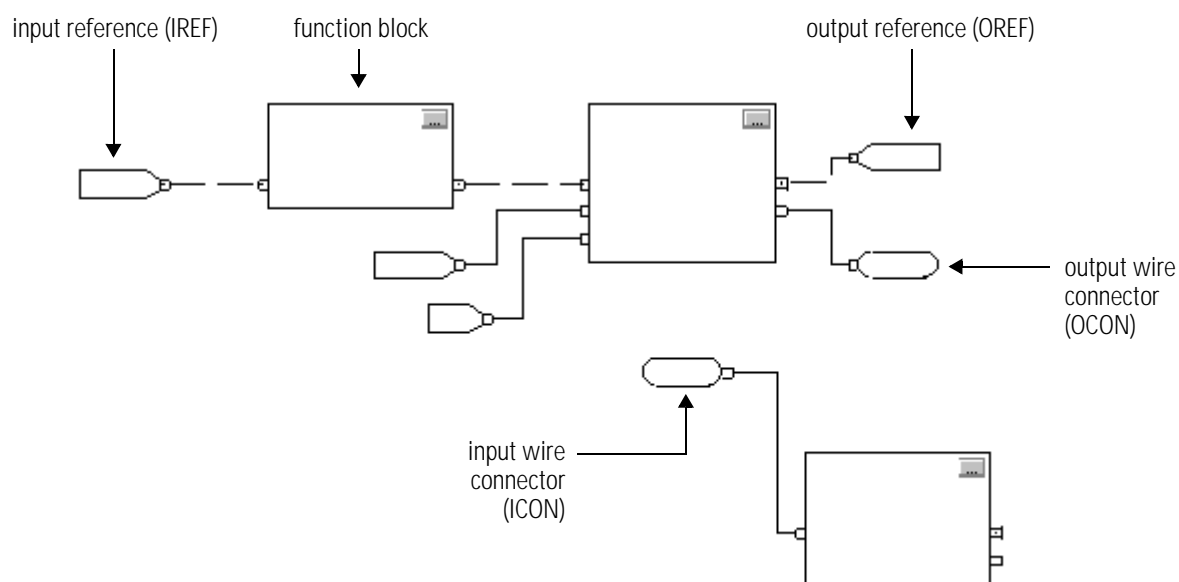 input reference (IREF)
function block
output reference (OREF)
...
...
output wire
connector
(OCON)
input wire
connector
(ICON)
...